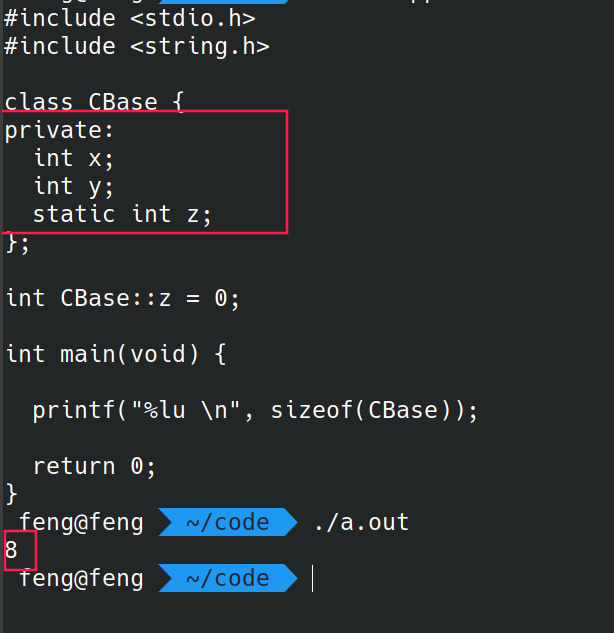 #include <stdio.h>
#include <string.h>

class CBase {
private:
  int x;
  int y;
  static int z;
};

int CBase::z = 0;

int main(void) {

  printf("%lu \n", sizeof(CBase));

  return 0;
}
feng@feng ~/code ./a.out
8
feng@feng ~/code